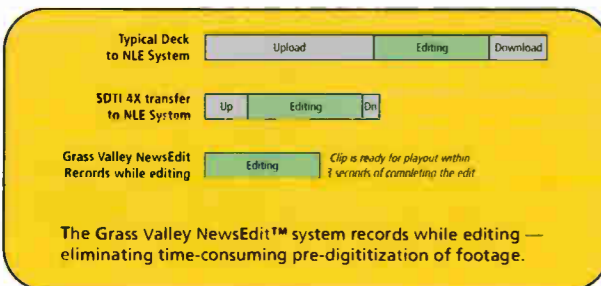 Typical Deck
to NLE System
Upload
Editing
Download
SDTI 4X transfer
to NLE System
Up
Editing
Dn
Grass Valley NewsEdit
Records while editing
Editing
Clip is ready for playout within
3 seconds of completing the edit
The Grass Valley NewsEdit™ system records while editing —
eliminating time-consuming pre-digititization of footage.